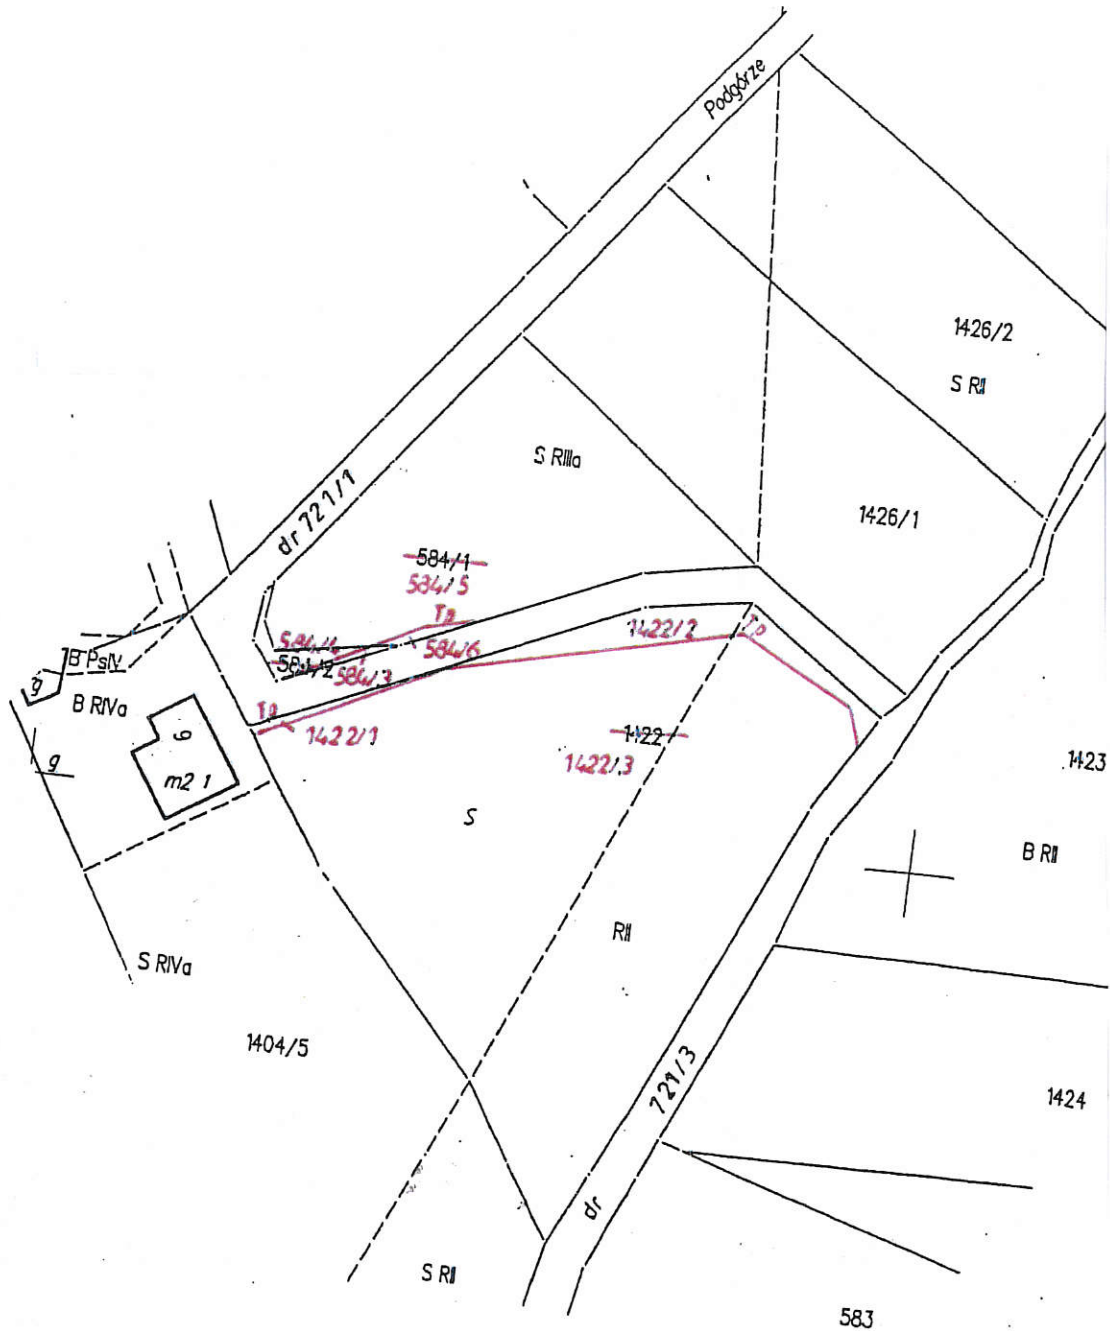 Podgórze
1426/2
S RII
S RIIIa
dr 721/1
1426/1
584/1
584/5
Tp
1422/2
Tp
584/4
584/6
584/2
584/3
B PsIV
g
B RIVa
Tp
1422/1
6
1422
g
m2 1
1422/3
1423
S
B RII
RII
S RIVa
1404/5
721/3
1424
dr
S RII
583